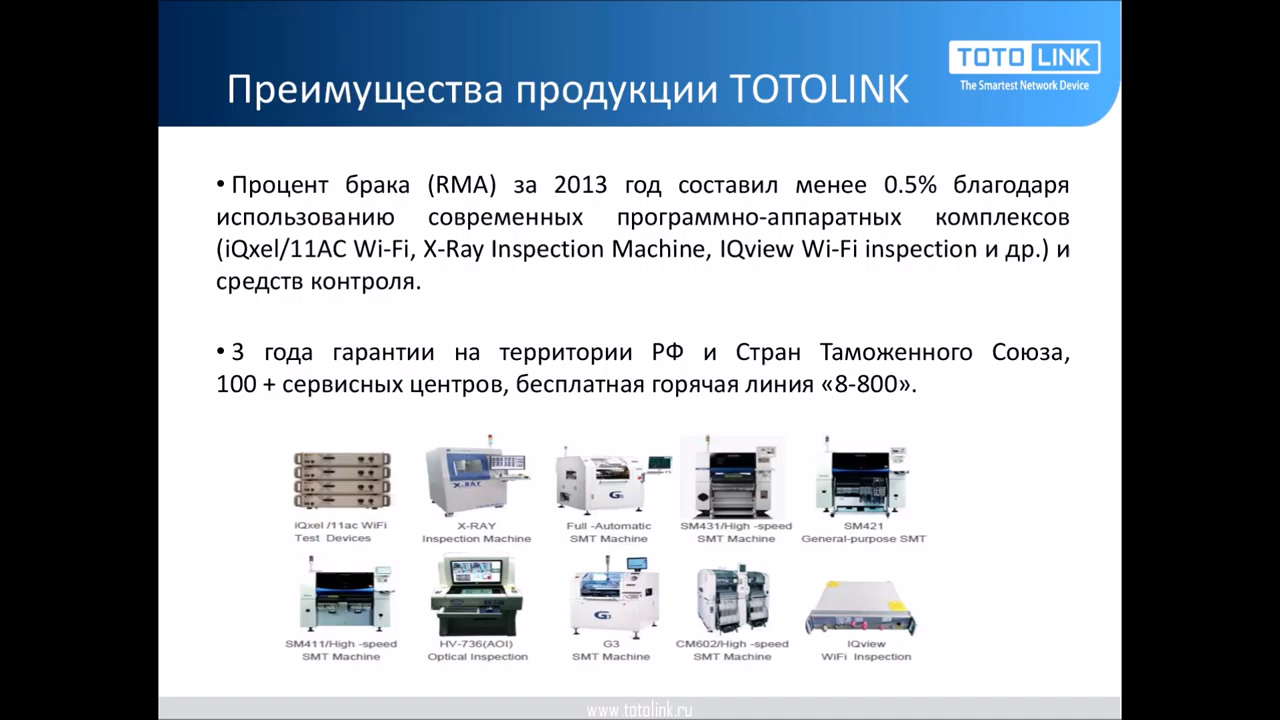 TOTO LINK
The Smartest Network Device
Преимущества продукции TOTOLINK
• Процент брака (RMA) за 2013 год составил менее 0.5% благодаря
использованию современных программно-аппаратных комплексов
(iQxel/11AC Wi-Fi, X-Ray Inspection Machine, IQview Wi-Fi inspection и др.) и
средств контроля.
• 3 года гарантии на территории РФ и Стран Таможенного Союза,
100 + сервисных центров, бесплатная горячая линия «8-800».
X-RAY
G3
iQxel /11ac WiFi
Test Devices
X-RAY
Inspection Machine
Full -Automatic
SMT Machine
SM431/High -speed
SMT Machine
SM421
General-purpose SMT
G3
SM411/High -speed
SMT Machine
HV-736(AOI)
Optical Inspection
G3
SMT Machine
CM602/High -speed
SMT Machine
IQview
WiFi Inspection
www.totolink.ru